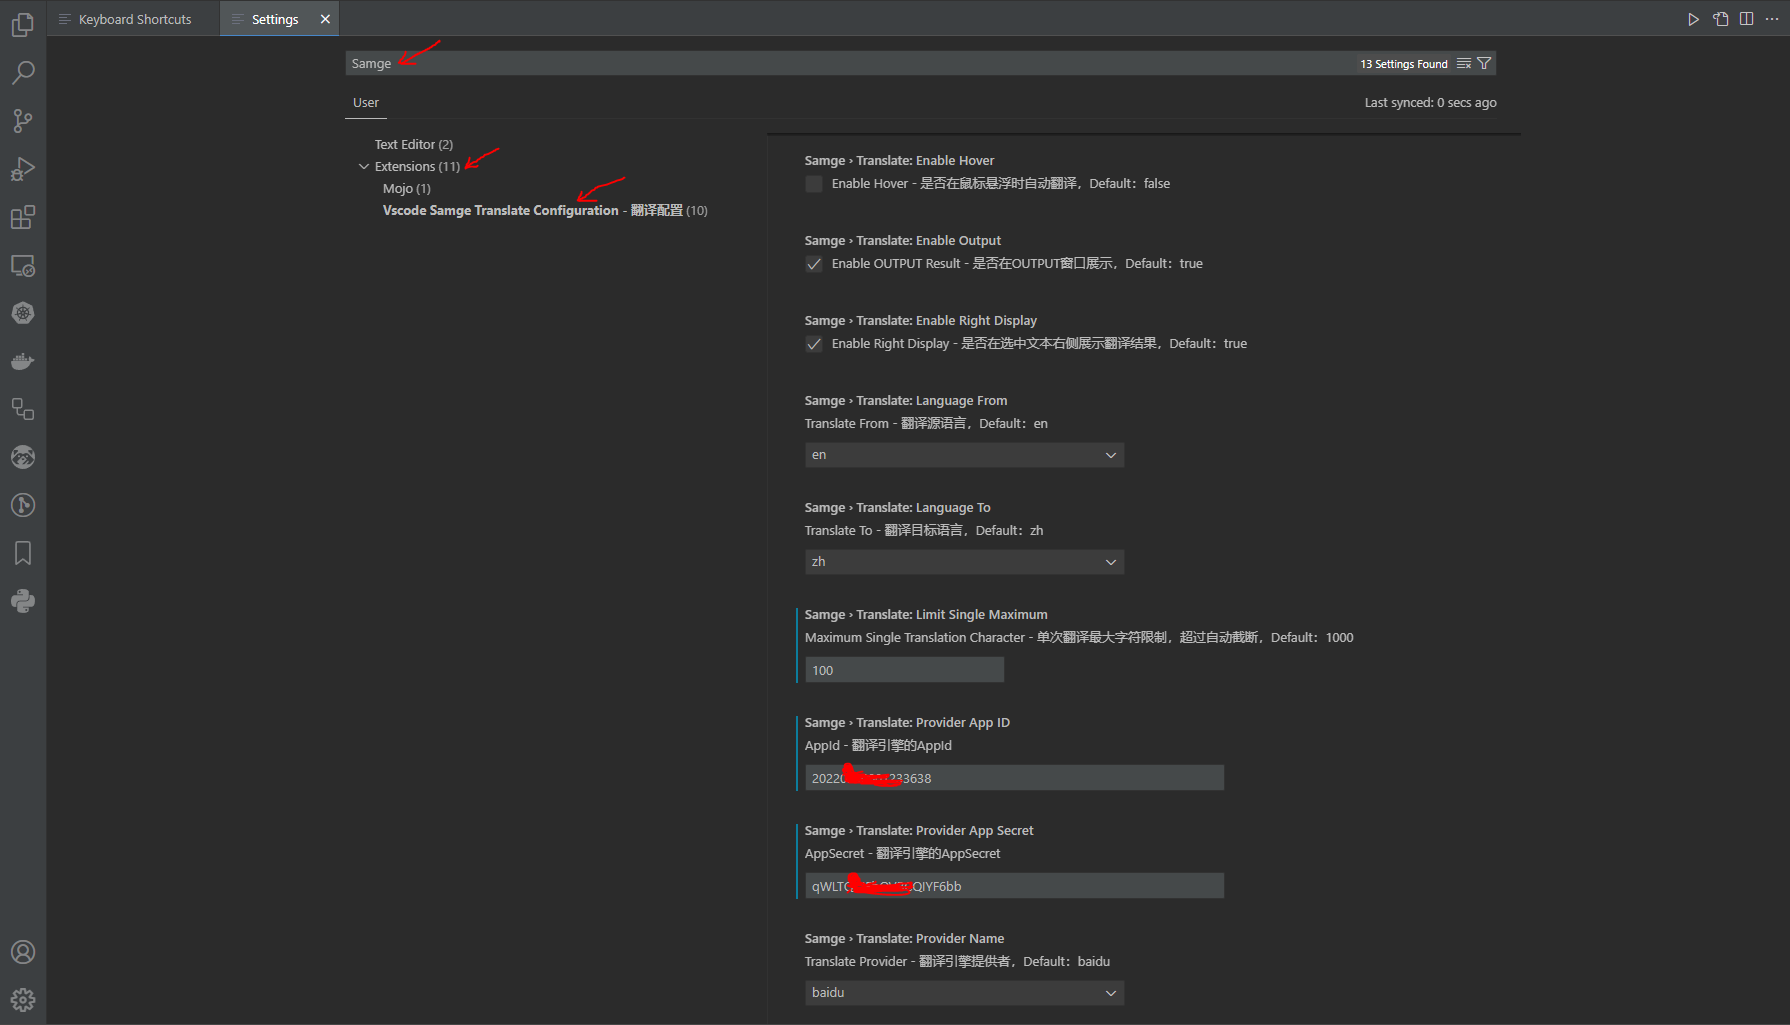 Keyboard Shortcuts
Settings
Samge
13 Settings Found
User
Last synced: 0 secs ago
Text Editor (2)
Extensions (11)
Mojo (1)
Vscode Samge Translate Configuration - 翻译配置 (10)
Samge › Translate: Enable Hover
Enable Hover - 是否在鼠标悬浮时自动翻译，Default：false
Samge › Translate: Enable Output
Enable OUTPUT Result - 是否在OUTPUT窗口展示，Default：true
Samge › Translate: Enable Right Display
Enable Right Display - 是否在选中文本右侧展示翻译结果，Default：true
Samge › Translate: Language From
Translate From - 翻译源语言，Default：en
en
Samge › Translate: Language To
Translate To - 翻译目标语言，Default：zh
zh
Samge › Translate: Limit Single Maximum
Maximum Single Translation Character - 单次翻译最大字符限制，超过自动截断，Default：1000
100
Samge › Translate: Provider App ID
AppId - 翻译引擎的AppId
Samge › Translate: Provider App Secret
AppSecret - 翻译引擎的AppSecret
Samge › Translate: Provider Name
Translate Provider - 翻译引擎提供者，Default：baidu
baidu